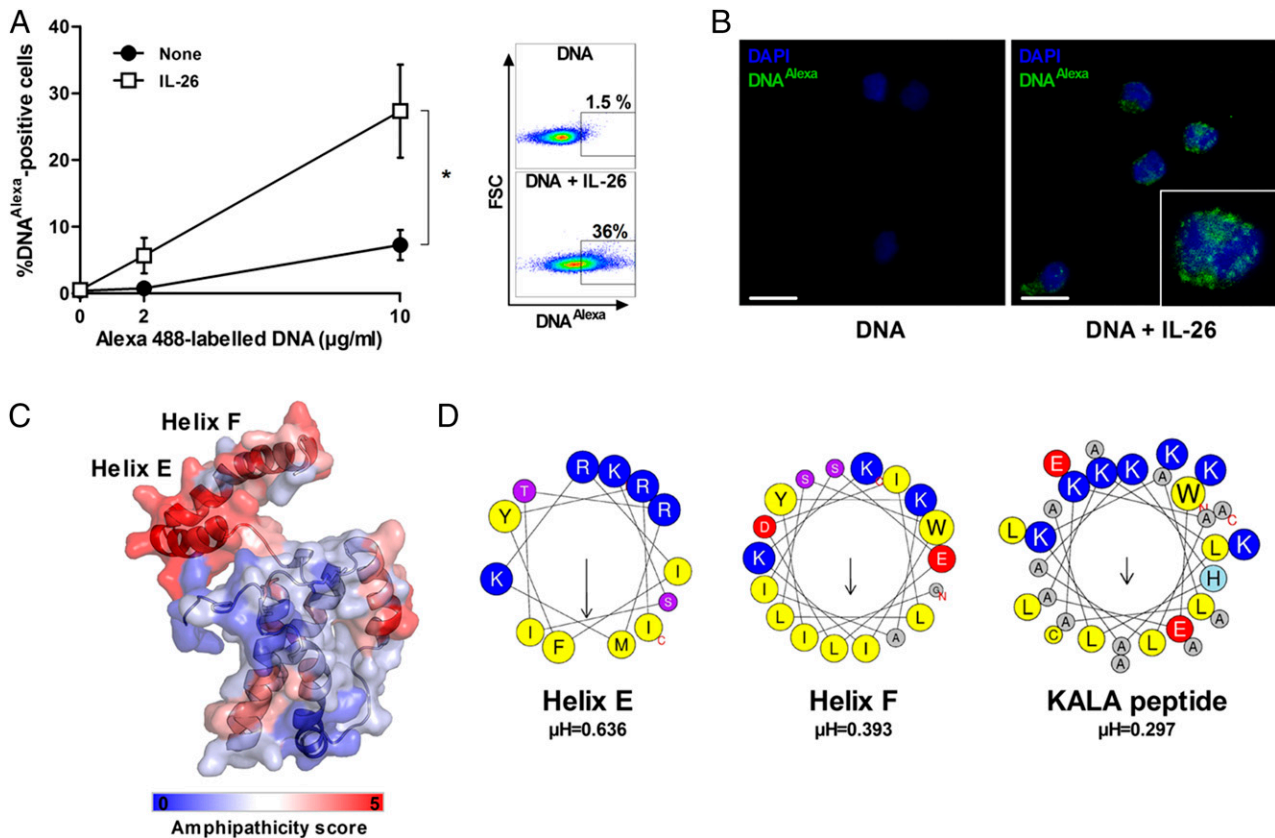 A
40
30
20
10
0
%DNA^Alexa-positive cells
None
IL-26
*
0
2
10
Alexa 488-labelled DNA (µg/ml)
DNA
1.5 %
DNA + IL-26
36%
FSC
DNA^Alexa
B
DAPI
DNA^Alexa
DNA
DAPI
DNA^Alexa
DNA + IL-26
C
Helix F
Helix E
0
5
Amphipathicity score
D
R K R R
T
Y
K
I
S
I C
M
F
I
Helix E
µH=0.636
S S K I
Y
K
W
D
E
K
G N
I
L
L
A
I
L
I
Helix F
µH=0.393
A
E
K K K K K
A
W
N
A A C
A
L K
L K
H
A
A
L
L
A
C A
L
L
E
A
A
A
KALA peptide
µH=0.297